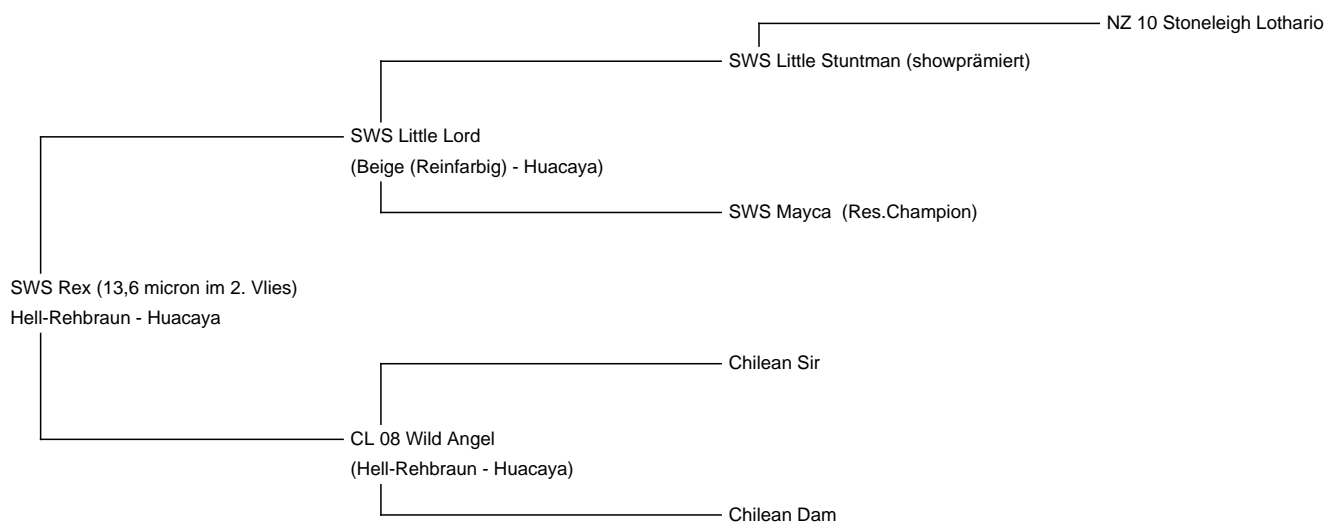 NZ 10 Stoneleigh Lothario
SWS Little Stuntman (showprämiert)
SWS Little Lord
(Beige (Reinfarbig) - Huacaya)
SWS Mayca  (Res.Champion)
SWS Rex (13,6 micron im 2. Vlies)
Hell-Rehbraun - Huacaya
Chilean Sir
CL 08 Wild Angel
(Hell-Rehbraun - Huacaya)
Chilean Dam